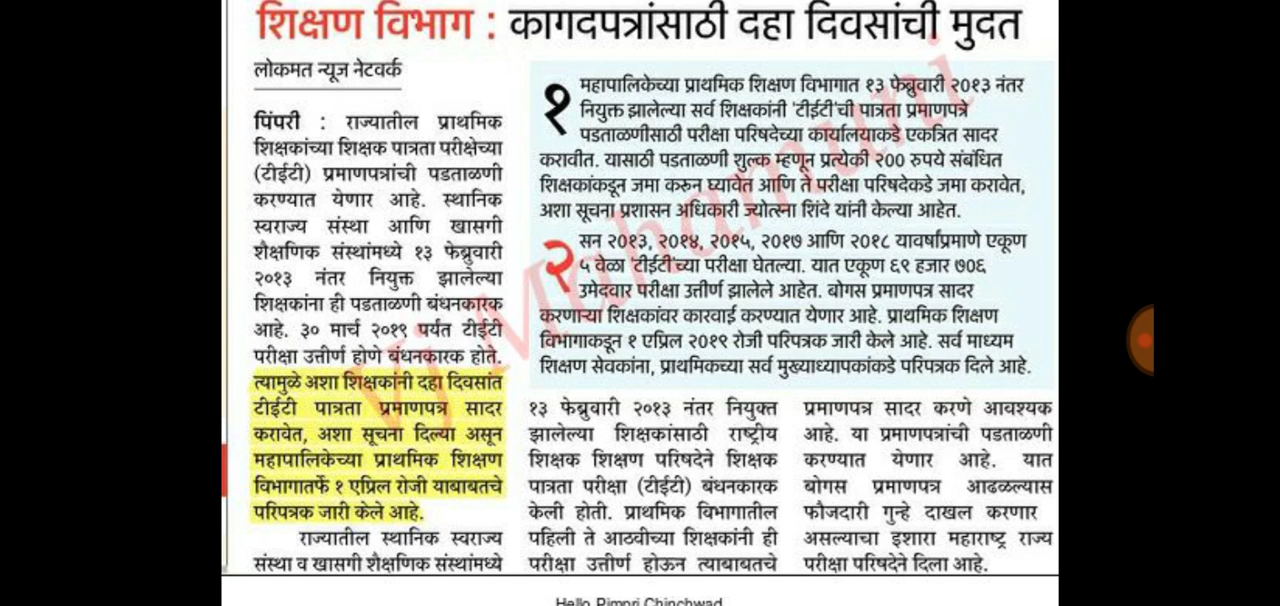 शिक्षण विभाग : कागदपत्रांसाठी दहा दिवसांची मुदत
लोकमत न्यूज नेटवर्क
पिंपरी : राज्यातील प्राथमिक
शिक्षकांच्या शिक्षक पात्रता परीक्षेच्या
(टीईटी) प्रमाणपत्रांची पडताळणी
करण्यात येणार आहे. स्थानिक
स्वराज्य संस्था आणि खासगी
शैक्षणिक संस्थांमध्ये १३ फेब्रुवारी
२०१३ नंतर नियुक्त झालेल्या
शिक्षकांना ही पडताळणी बंधनकारक
आहे. ३० मार्च २०१९ पर्यंत टीईटी
परीक्षा उत्तीर्ण होणे बंधनकारक होते.
त्यामुळे अशा शिक्षकांनी दहा दिवसांत
टीईटी पात्रता प्रमाणपत्र सादर
करावेत, अशा सूचना दिल्या असून
महापालिकेच्या प्राथमिक शिक्षण
विभागातर्फे १ एप्रिल रोजी याबाबतचे
परिपत्रक जारी केले आहे.
राज्यातील स्थानिक स्वराज्य
संस्था व खासगी शैक्षणिक संस्थांमध्ये
१ महापालिकेच्या प्राथमिक शिक्षण विभागात १३ फेब्रुवारी २०१३ नंतर
नियुक्त झालेल्या सर्व शिक्षकांनी 'टीईटी'ची पात्रता प्रमाणपत्रे
पडताळणीसाठी परीक्षा परिषदेच्या कार्यालयाकडे एकत्रित सादर
करावीत. यासाठी पडताळणी शुल्क म्हणून प्रत्येकी २०० रुपये संबंधित
शिक्षकांकडून जमा करुन घ्यावेत आणि ते परीक्षा परिषदेकडे जमा करावेत,
अशा सूचना प्रशासन अधिकारी ज्योत्स्ना शिंदे यांनी केल्या आहेत.
२ सन २०१३, २०१४, २०१५, २०१७ आणि २०१८ यावर्षाप्रमाणे एकूण
५ वेळा 'टीईटी'च्या परीक्षा घेतल्या. यात एकूण ६९ हजार ७०६
उमेदवार परीक्षा उत्तीर्ण झालेले आहेत. बोगस प्रमाणपत्र सादर
करणाऱ्या शिक्षकांवर कारवाई करण्यात येणार आहे. प्राथमिक शिक्षण
विभागाकडून १ एप्रिल २०१९ रोजी परिपत्रक जारी केले आहे. सर्व माध्यम
शिक्षण सेवकांना, प्राथमिकच्या सर्व मुख्याध्यापकांकडे परिपत्रक दिले आहे.
१३ फेब्रुवारी २०१३ नंतर नियुक्त
झालेल्या शिक्षकांसाठी राष्ट्रीय
शिक्षक शिक्षण परिषदेने शिक्षक
पात्रता परीक्षा (टीईटी) बंधनकारक
केली होती. प्राथमिक विभागातील
पहिली ते आठवीच्या शिक्षकांनी ही
परीक्षा उत्तीर्ण होऊन त्याबाबतचे
प्रमाणपत्र सादर करणे आवश्यक
आहे. या प्रमाणपत्रांची पडताळणी
करण्यात येणार आहे. यात
बोगस प्रमाणपत्र आढळल्यास
फौजदारी गुन्हे दाखल करणार
असल्याचा इशारा महाराष्ट्र राज्य
परीक्षा परिषदेने दिला आहे.
Vj Mahamuni
Hello Pimpri Chinchwad